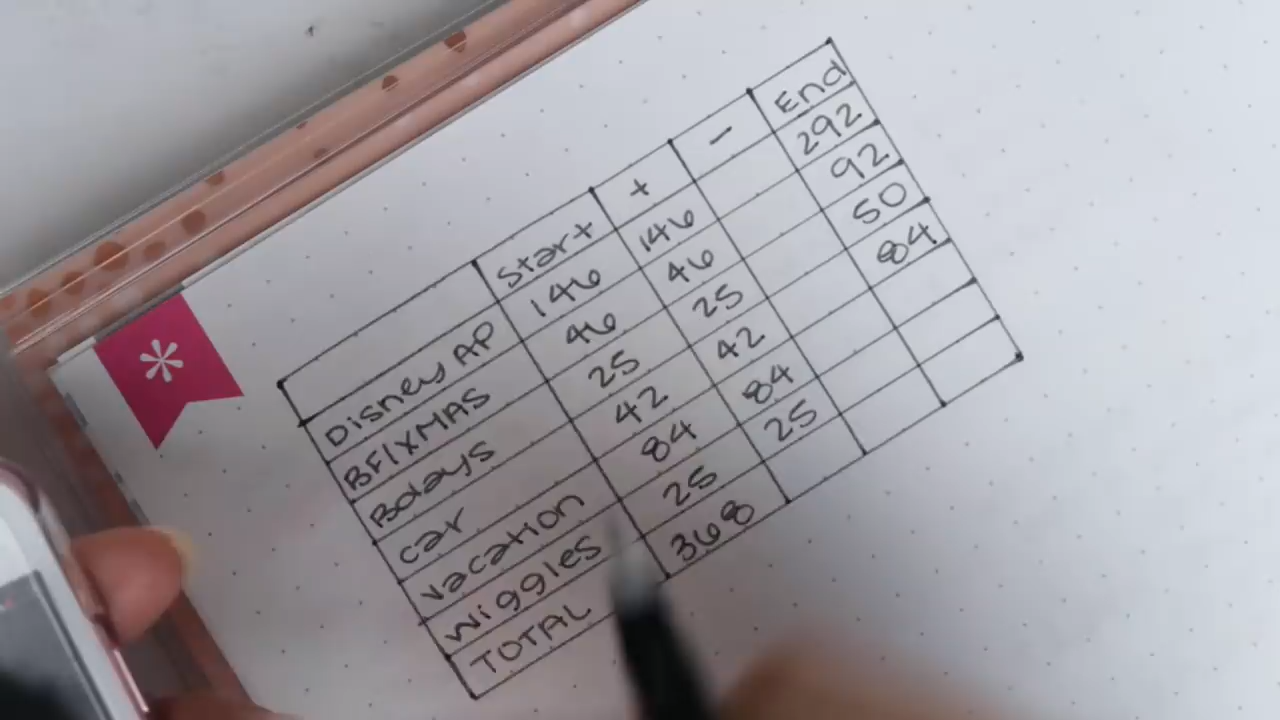 Start + - End
Disney AP 146 146 292
BF/XMAS 46 46 92
Bdays 25 25 50
car 42 42 84
vacation 84 84
wiggles 25 25
TOTAL 368